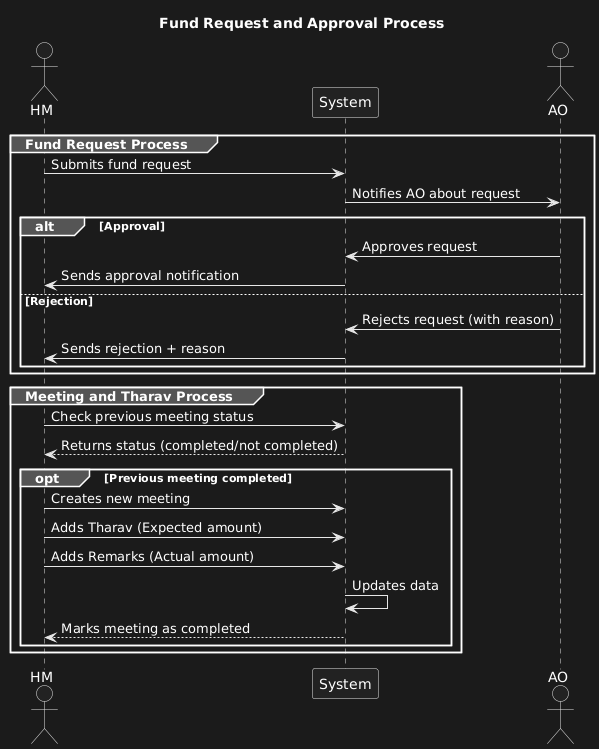 Fund Request and Approval Process
HM
System
AO
Fund Request Process
Submits fund request
Notifies AO about request
alt [Approval]
Approves request
Sends approval notification
[Rejection]
Rejects request (with reason)
Sends rejection + reason
Meeting and Tharav Process
Check previous meeting status
Returns status (completed/not completed)
opt [Previous meeting completed]
Creates new meeting
Adds Tharav (Expected amount)
Adds Remarks (Actual amount)
Updates data
Marks meeting as completed
HM
System
AO